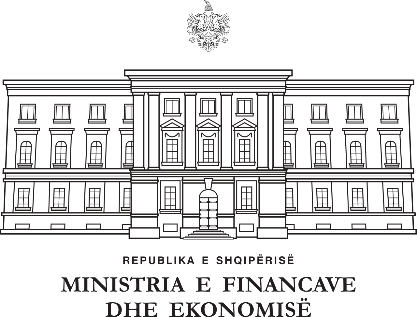 REPUBLIKA E SHQIPËRISË
MINISTRIA E FINANCAVE
DHE EKONOMISË